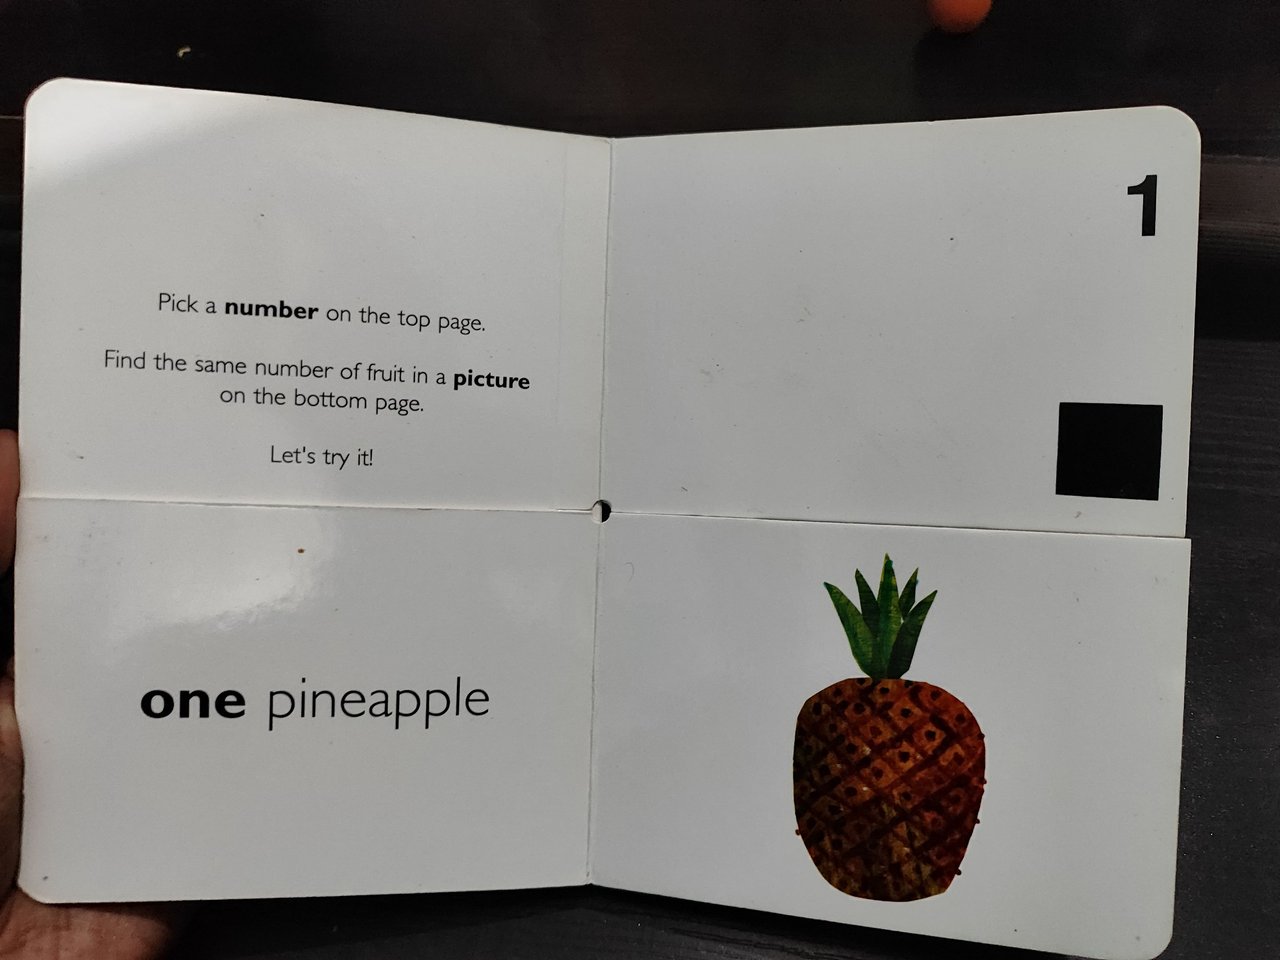 Pick a number on the top page.
Find the same number of fruit in a picture
on the bottom page.
Let's try it!
1
one pineapple